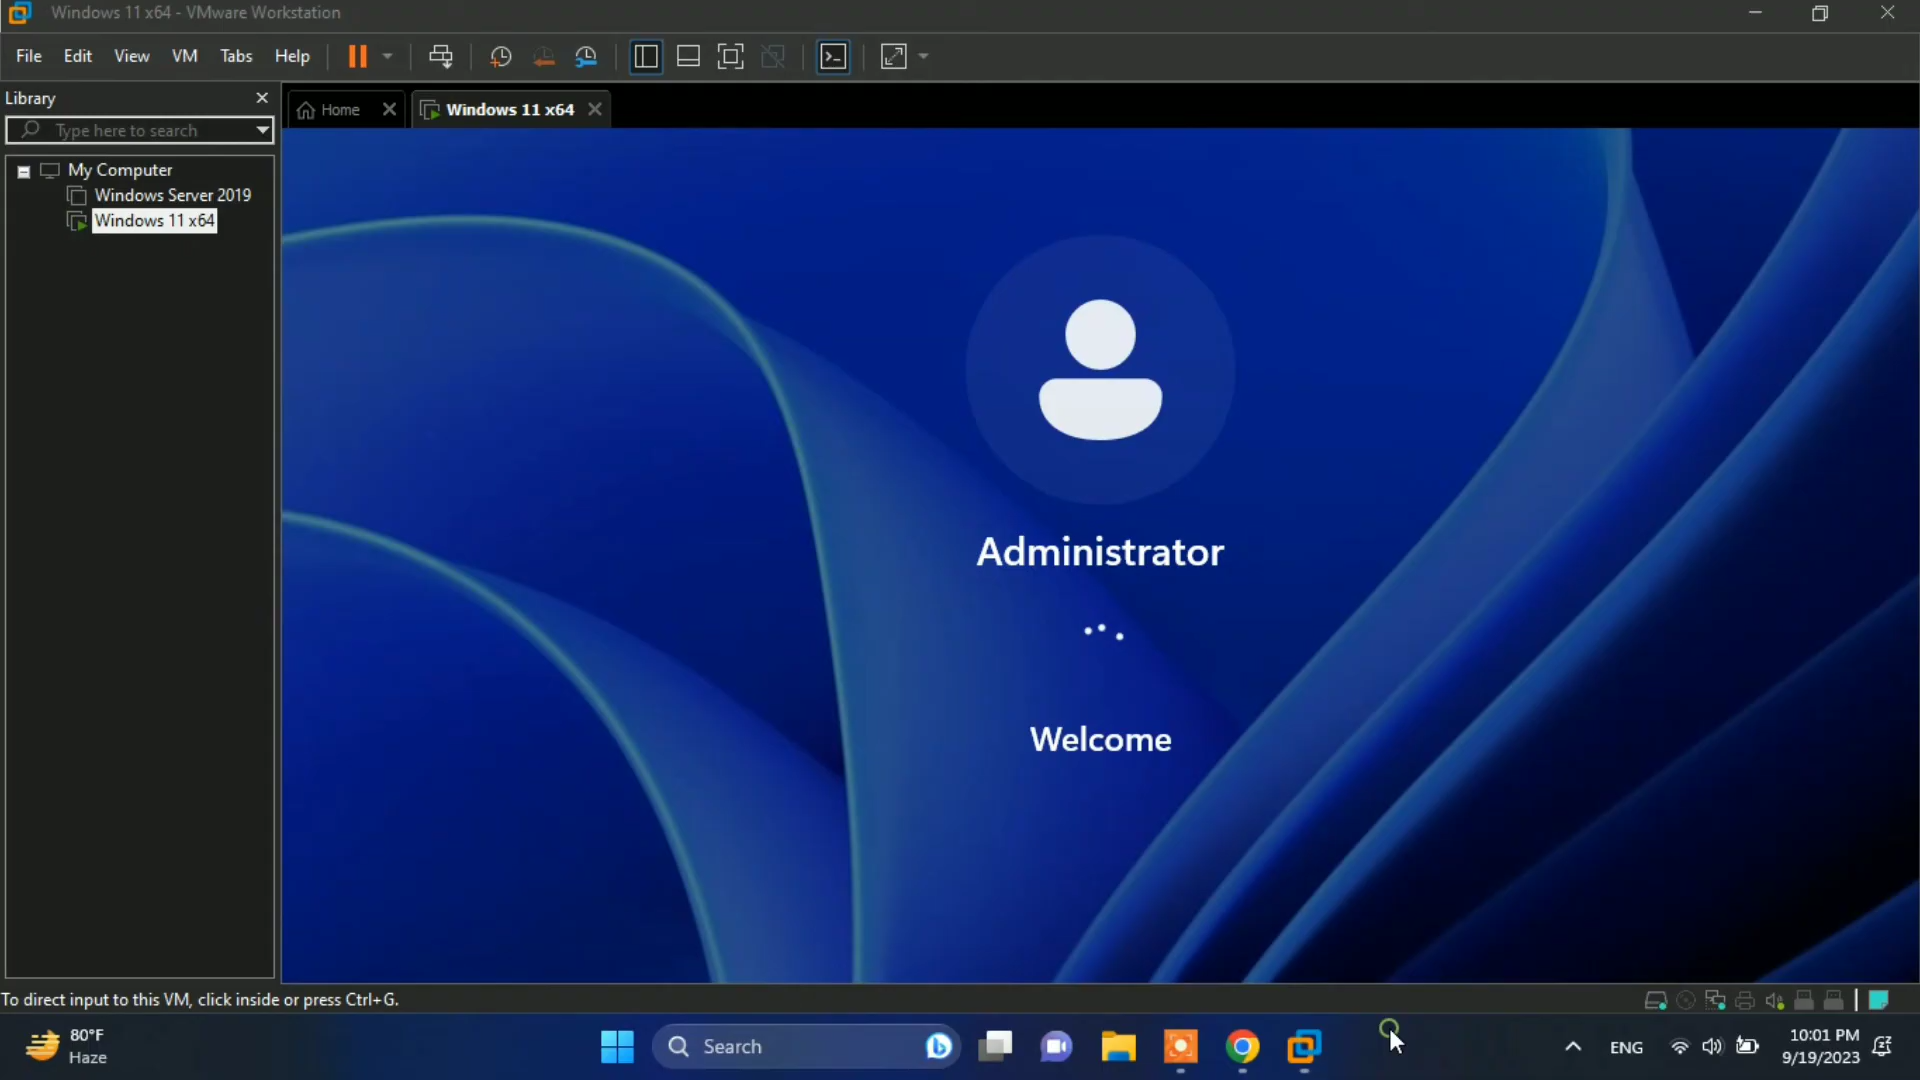 Windows 11 x64 - VMware Workstation
File Edit View VM Tabs Help
Library
Home
Windows 11 x64
Type here to search
My Computer
Windows Server 2019
Windows 11 x64
Administrator
Welcome
To direct input to this VM, click inside or press Ctrl+G.
80°F
Haze
Search
ENG
10:01 PM
9/19/2023